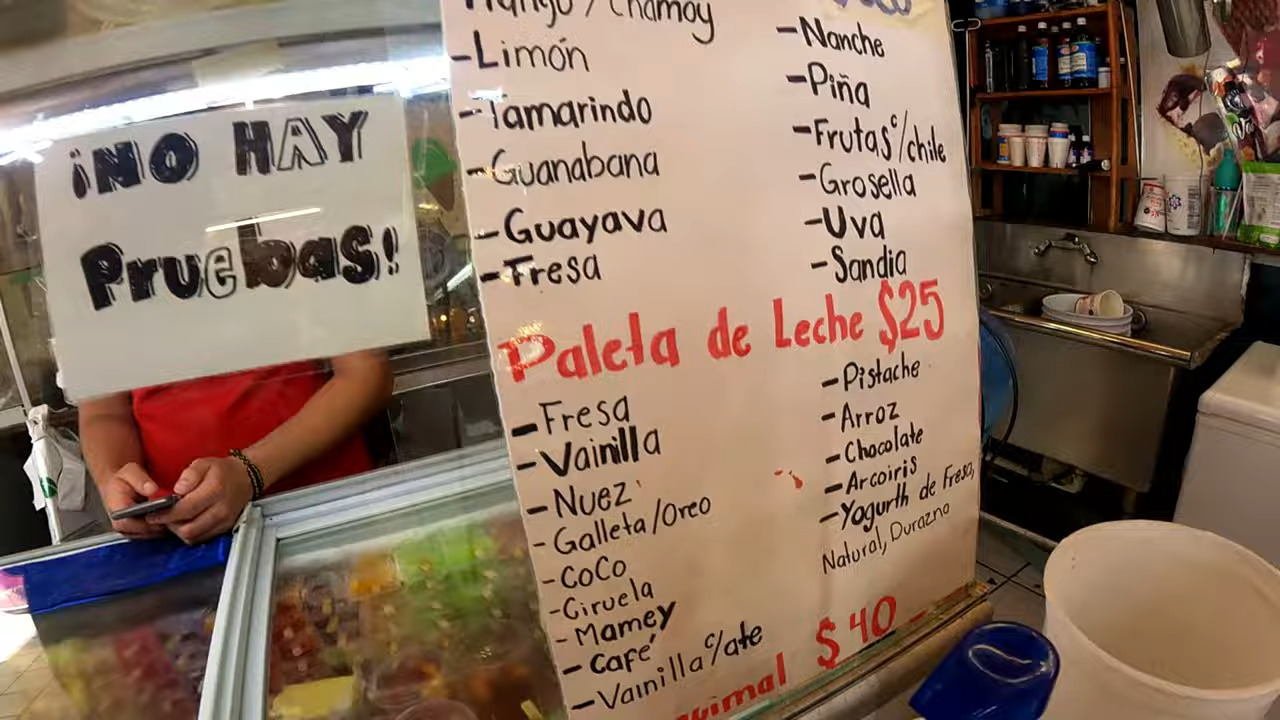 ¡NO HAY
Pruebas!
Mango/Chamoy
-Limón
-Tamarindo
-Guanabana
-Guayava
-Fresa
-Nanche
-Piña
-Frutas c/chile
-Grosella
-Uva
-Sandia
Paleta de Leche $25
-Fresa
-Vainilla
-Nuez
-Galleta/Oreo
-Coco
-Ciruela
-Mamey
-Café
-Vainilla c/ate
-Pistache
-Arroz
-Chocolate
-Arcoiris
-Yogurth de Fresa,
Natural, Durazno
$40